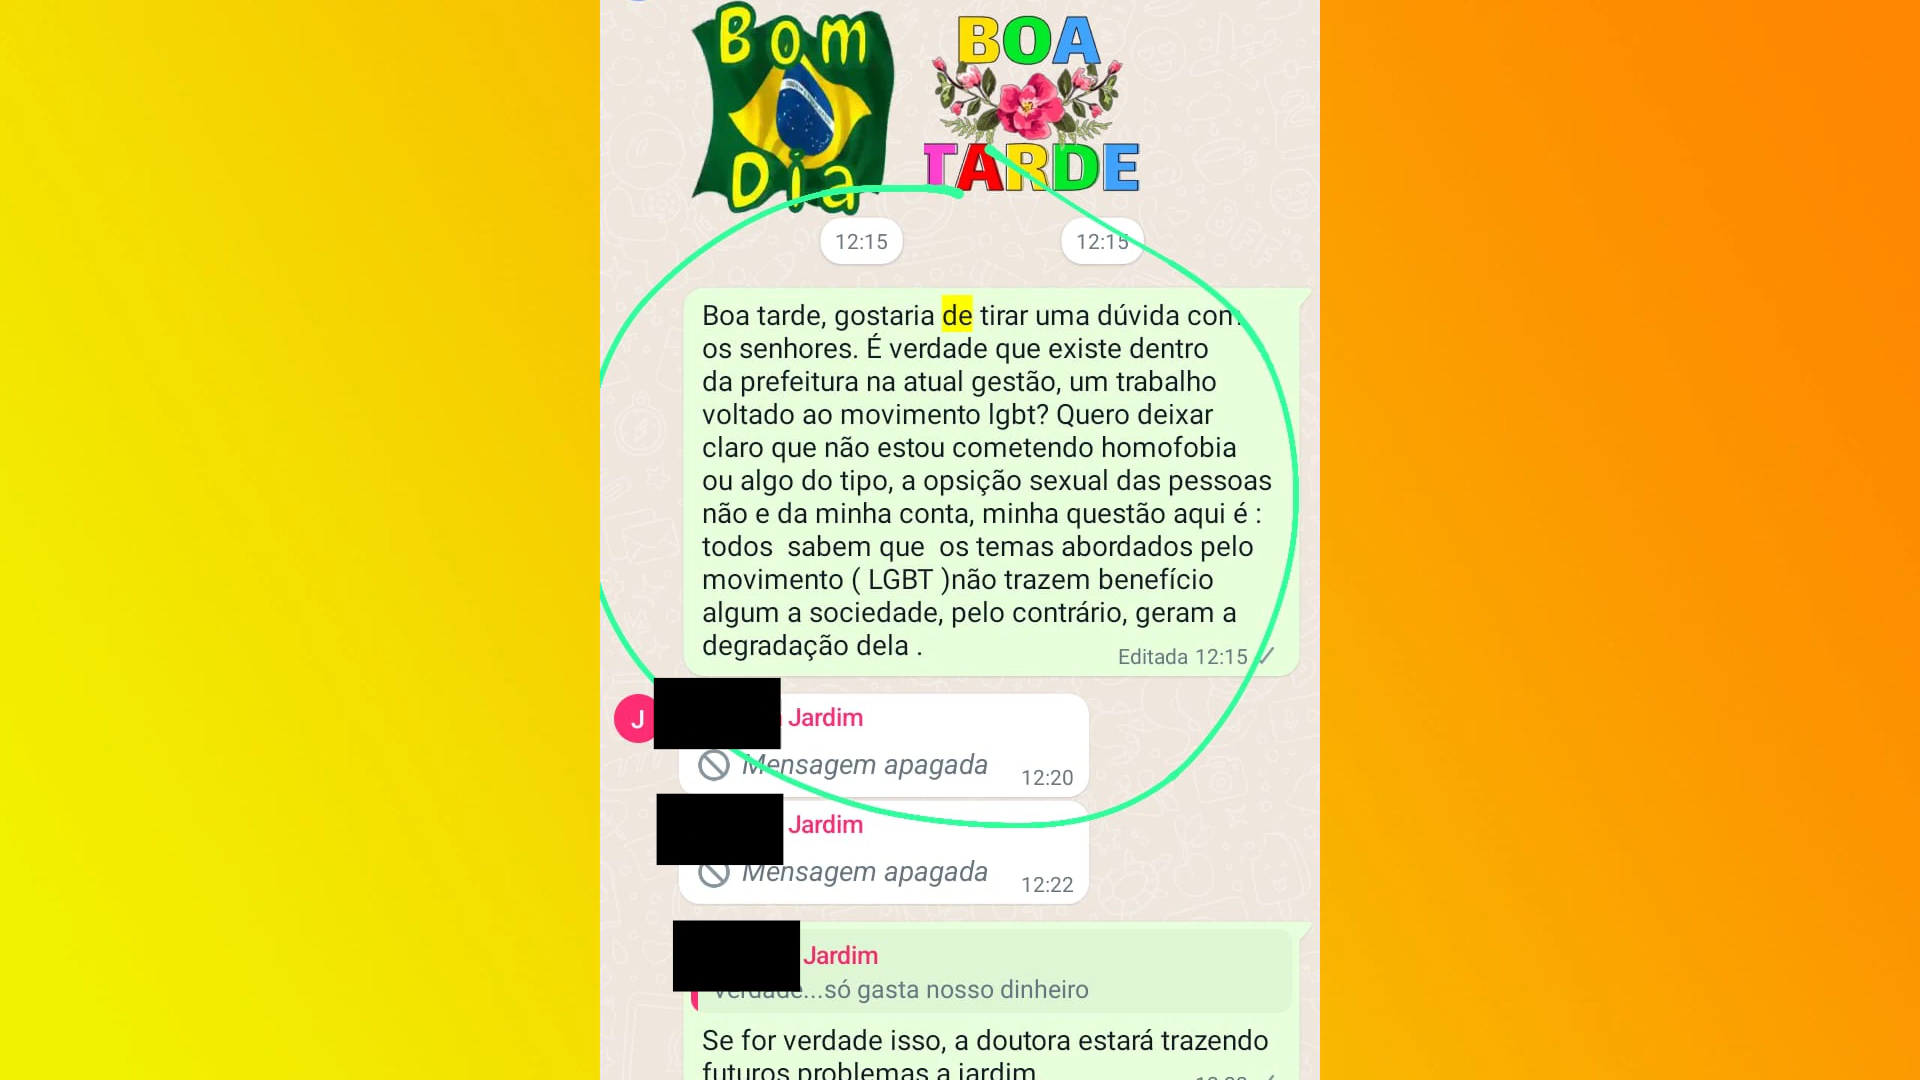 Bom
Dia
BOA
TARDE
12:15
12:15
Boa tarde, gostaria de tirar uma dúvida com
os senhores. É verdade que existe dentro
da prefeitura na atual gestão, um trabalho
voltado ao movimento lgbt? Quero deixar
claro que não estou cometendo homofobia
ou algo do tipo, a opsição sexual das pessoas
não e da minha conta, minha questão aqui é :
todos sabem que os temas abordados pelo
movimento ( LGBT )não trazem benefício
algum a sociedade, pelo contrário, geram a
degradação dela .
Editada 12:15
J
Jardim
Mensagem apagada
12:20
Jardim
Mensagem apagada
12:22
Jardim
Verdade...só gasta nosso dinheiro
Se for verdade isso, a doutora estará trazendo
futuros problemas a jardim